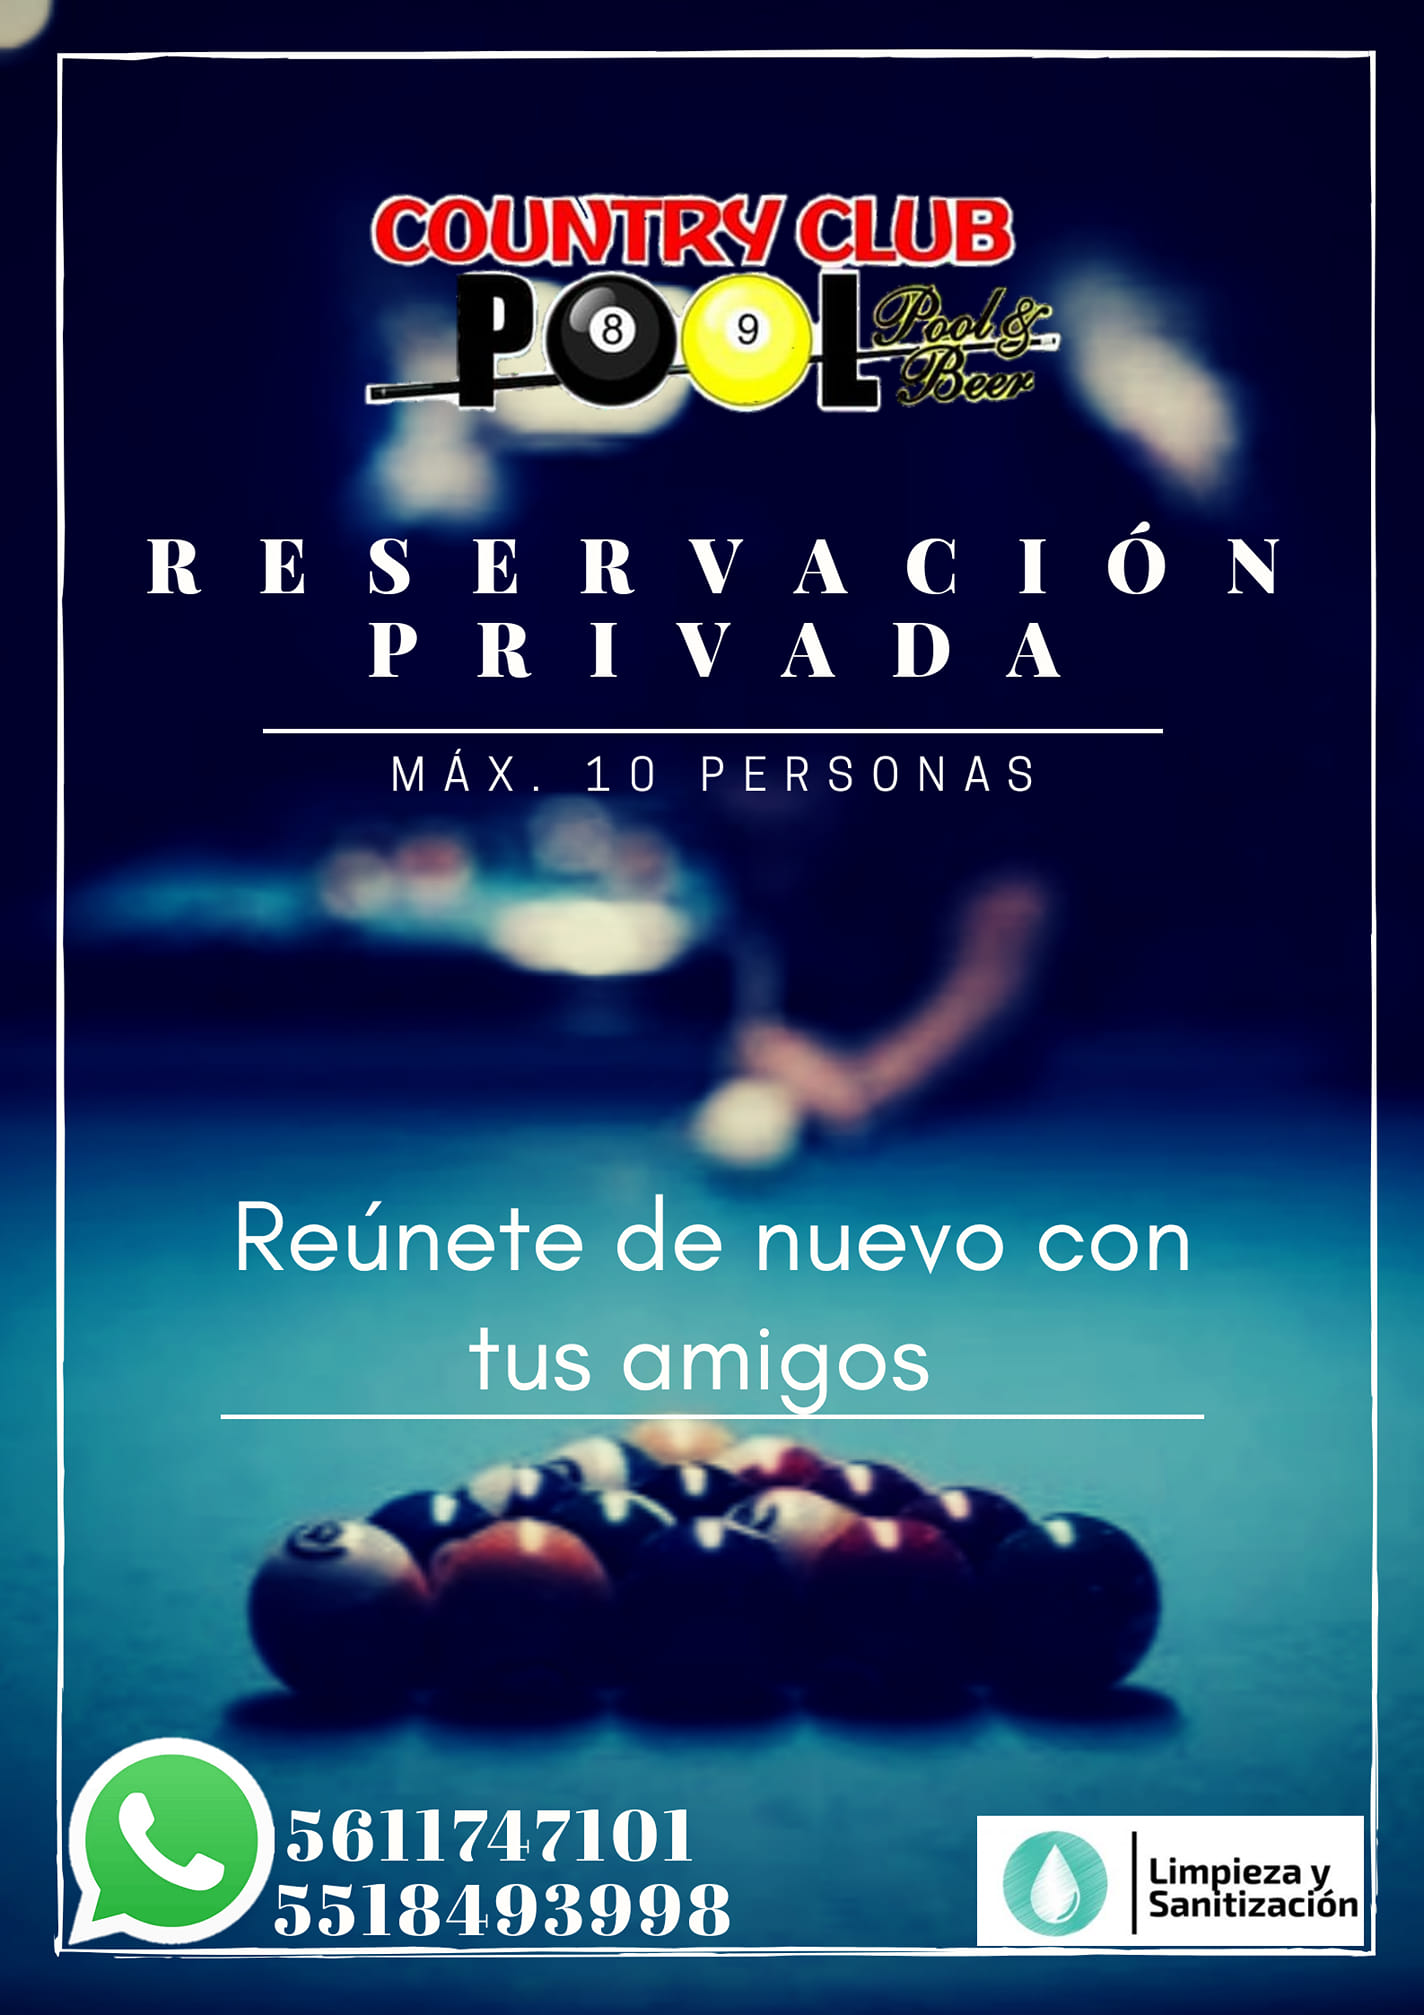 COUNTRY CLUB
POOL
8
9
Pool &
Beer
RESERVACIÓN
PRIVADA
MÁX. 10 PERSONAS
Reúnete de nuevo con
tus amigos
5611747101
5518493998
Limpieza y
Sanitización